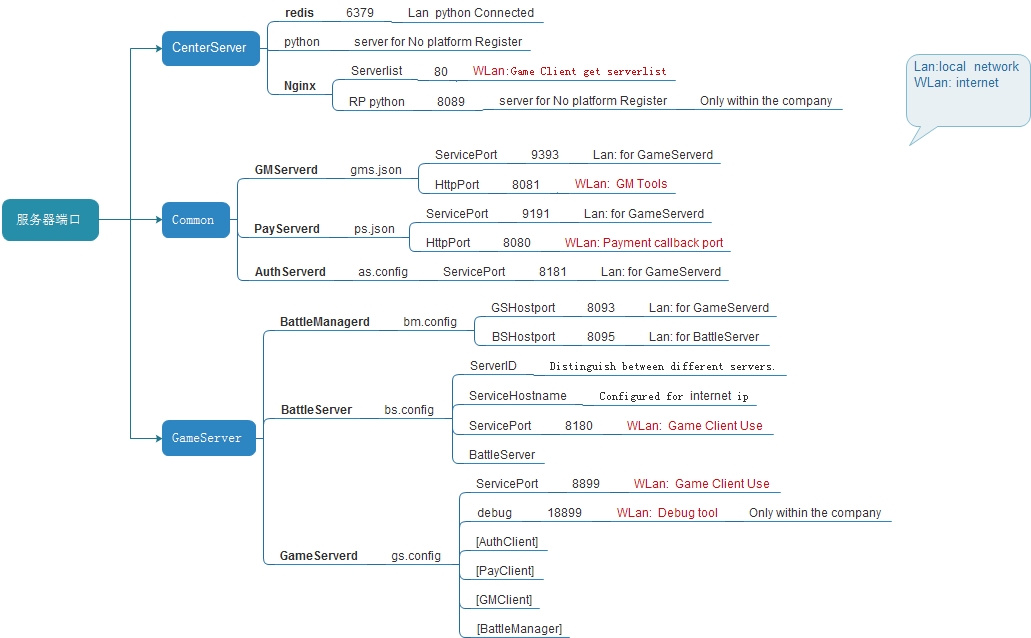 服务器端口
CenterServer
redis 6379 Lan python Connected
python server for No platform Register
Nginx
Serverlist 80 WLan:Game Client get serverlist
RP python 8089 server for No platform Register Only within the company
Lan:local network
WLan: internet
Common
GMServerd gms.json
ServicePort 9393 Lan: for GameServerd
HttpPort 8081 WLan: GM Tools
PayServerd ps.json
ServicePort 9191 Lan: for GameServerd
HttpPort 8080 WLan: Payment callback port
AuthServerd as.config ServicePort 8181 Lan: for GameServerd
GameServer
BattleManagerd bm.config
GSHostport 8093 Lan: for GameServerd
BSHostport 8095 Lan: for BattleServer
BattleServer bs.config
ServerID Distinguish between different servers.
ServiceHostname Configured for internet ip
ServicePort 8180 WLan: Game Client Use
BattleServer
GameServerd gs.config
ServicePort 8899 WLan: Game Client Use
debug 18899 WLan: Debug tool Only within the company
[AuthClient]
[PayClient]
[GMClient]
[BattleManager]